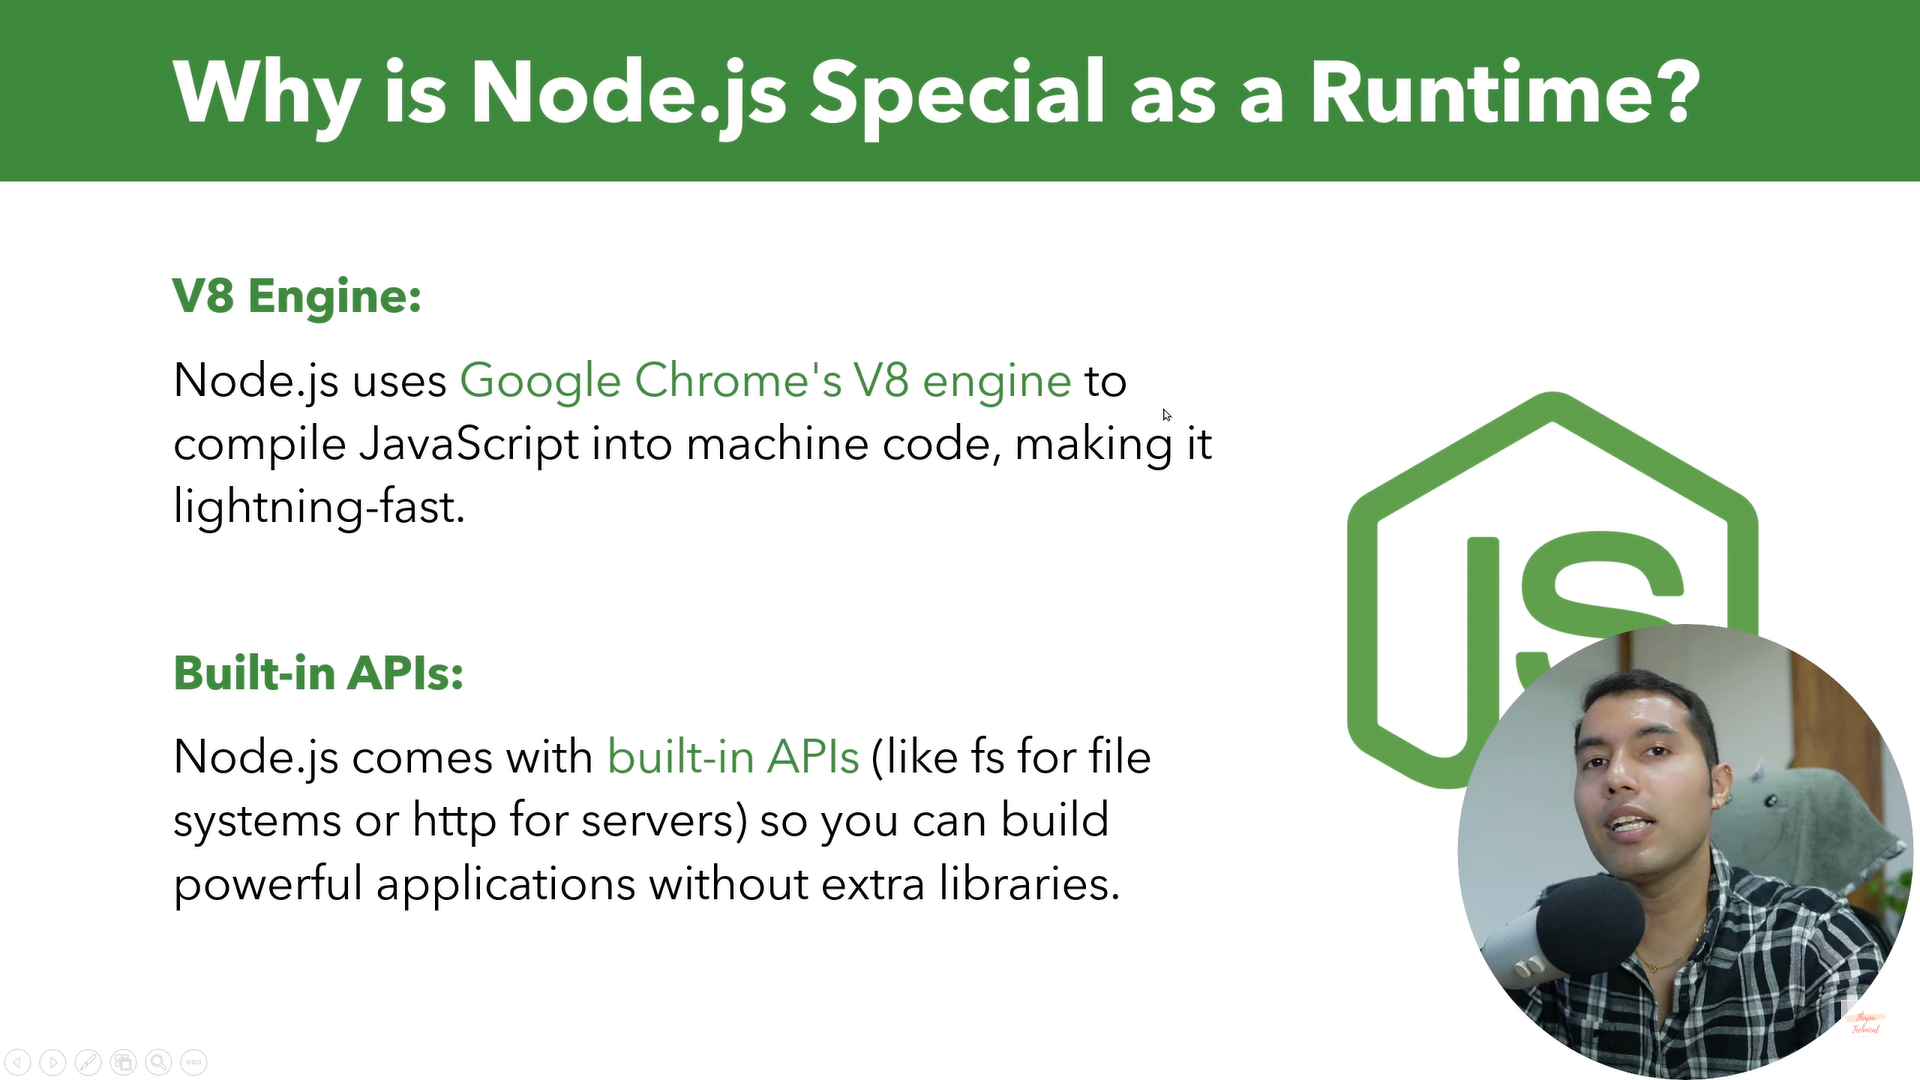 Why is Node.js Special as a Runtime?
V8 Engine:
Node.js uses Google Chrome's V8 engine to
compile JavaScript into machine code, making it
lightning-fast.
Built-in APIs:
Node.js comes with built-in APIs (like fs for file
systems or http for servers) so you can build
powerful applications without extra libraries.
JS
Technical